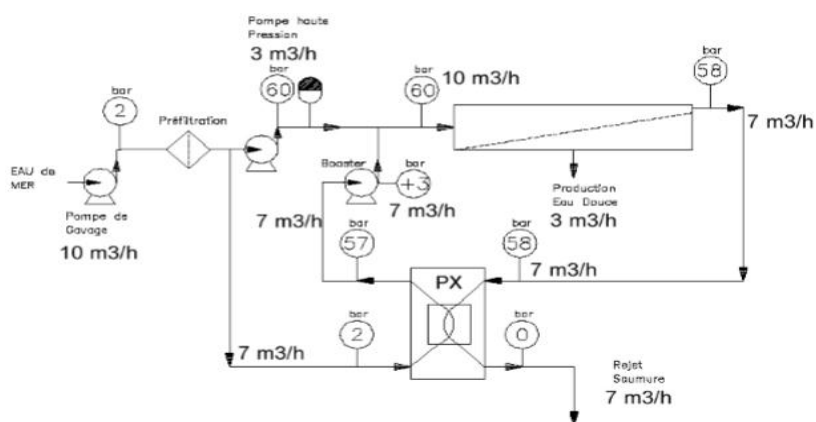 Pompe haute
Pression
3 m3/h
bar
60
bar
60
10 m3/h
bar
58
7 m3/h
bar
2
Préfiltration
EAU de
MER
Pompe de
Gavage
10 m3/h
Booster
bar
+3
7 m3/h
7 m3/h
Production
Eau Douce
3 m3/h
bar
57
bar
58
7 m3/h
PX
bar
2
7 m3/h
bar
0
Rejet
Saumure
7 m3/h